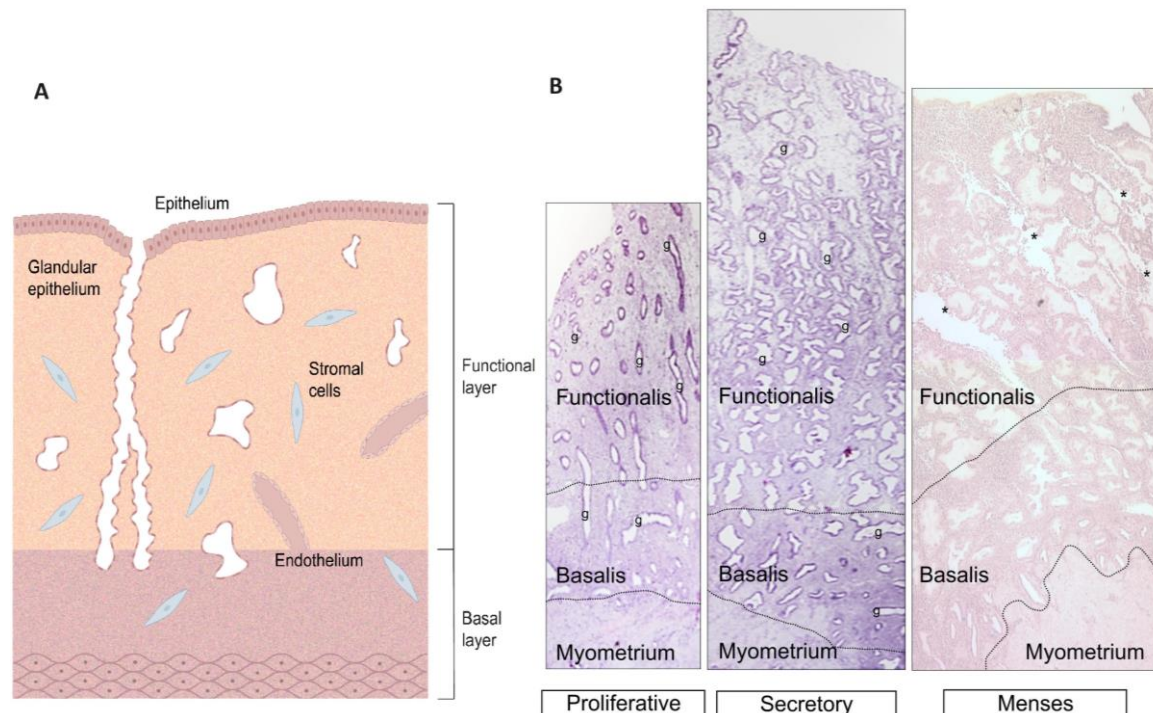 A
Epithelium
Glandular
epithelium
Stromal
cells
Endothelium
Functional
layer
Basal
layer
B
g
g
g
g
g
g
Functionalis
Basalis
Myometrium
Proliferative
g
g
g
g
g
g
g
Functionalis
Basalis
Myometrium
Secretory
*
*
*
*
Functionalis
Basalis
Myometrium
Menses